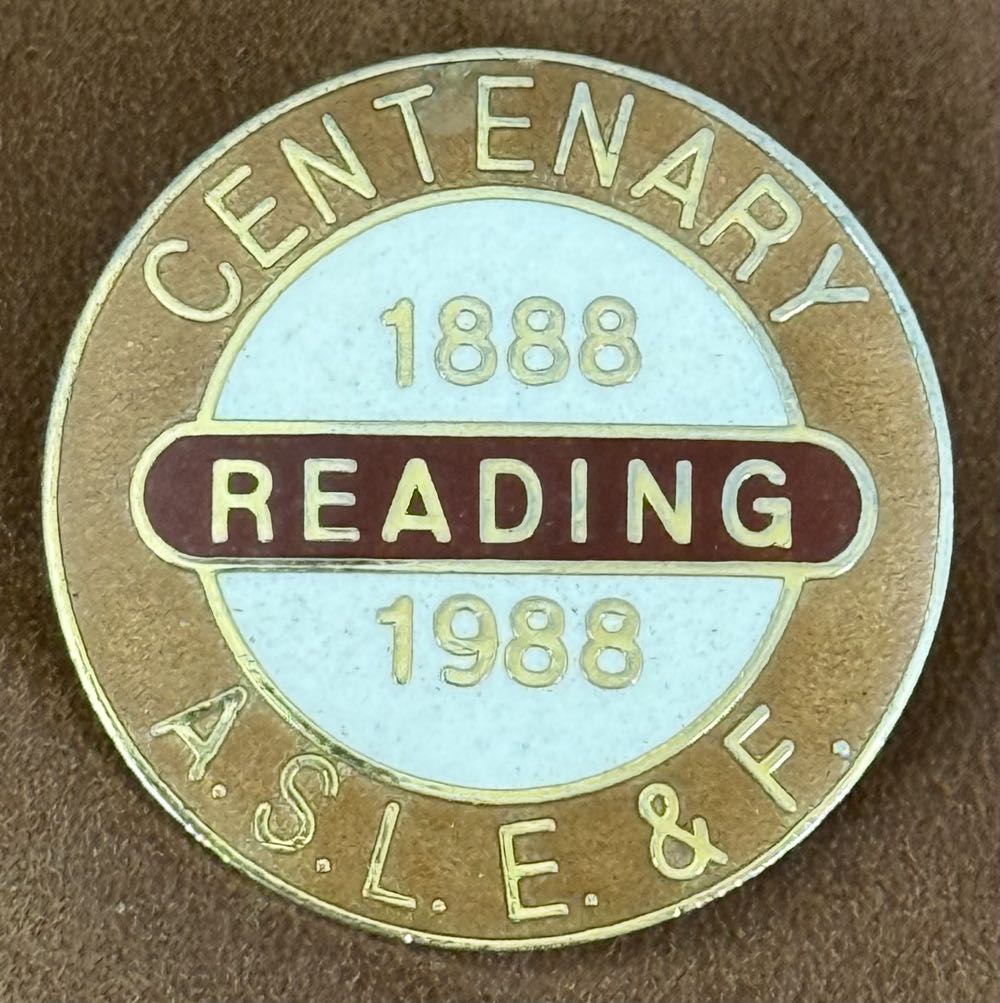 CENTENARY
1888
READING
1988
A.S.L.E. & F.